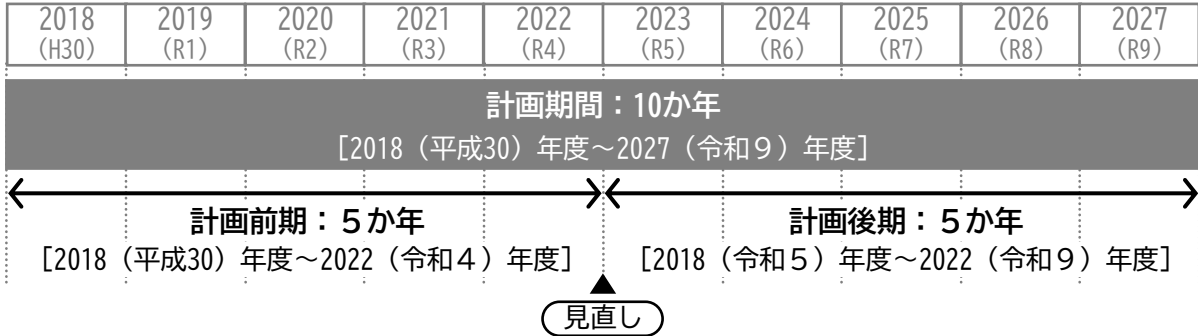 2018 2019 2020 2021 2022 2023 2024 2025 2026 2027
(H30) (R1) (R2) (R3) (R4) (R5) (R6) (R7) (R8) (R9)
計画期間：10か年
［2018（平成30）年度～2027（令和９）年度］
計画前期：５か年 計画後期：５か年
［2018（平成30）年度～2022（令和４）年度］ ［2018（令和５）年度～2022（令和９）年度］
見直し